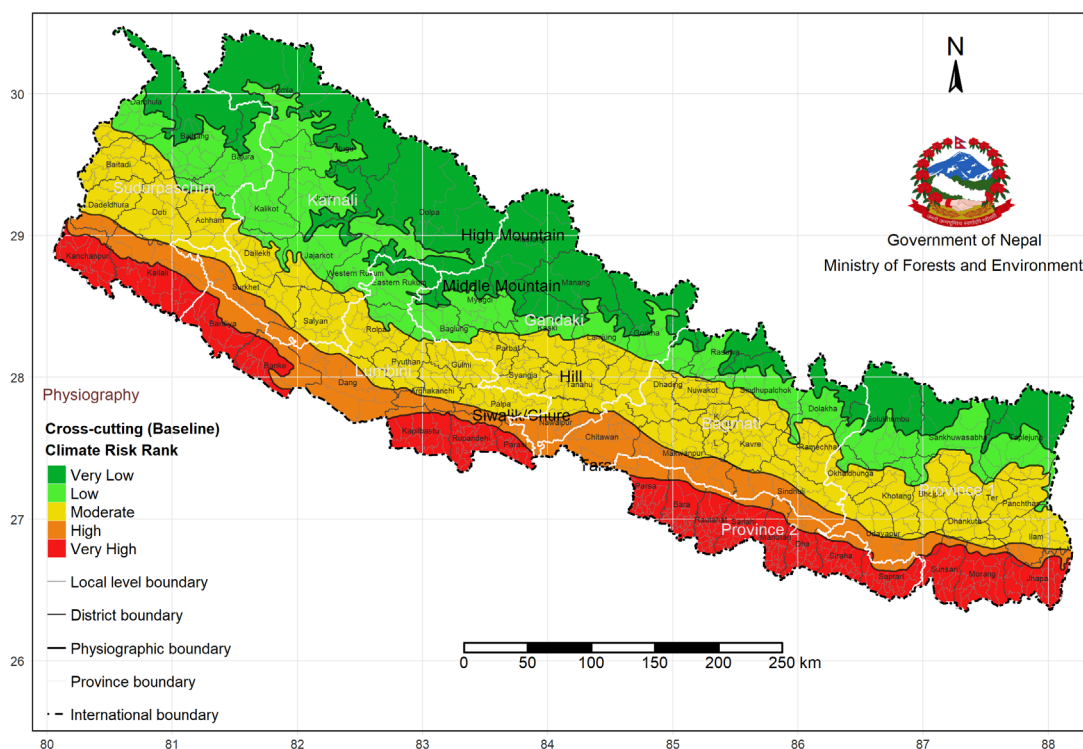 N
Government of Nepal
Ministry of Forests and Environment
30
29
28
27
26
80
81
82
83
84
85
86
87
88
Physiography
Cross-cutting (Baseline)
Climate Risk Rank
Very Low
Low
Moderate
High
Very High
Local level boundary
District boundary
Physiographic boundary
Province boundary
International boundary
0 50 100 150 200 250 km
High Mountain
Middle Mountain
Hill
Siwalik/Chure
Sudurpaschim
Karnali
Gandaki
Lumbini
Bagmati
Province 1
Province 2
Darchula
Humla
Bajhang
Bajura
Mugu
Baitadi
Dadeldhura
Doti
Achham
Kalikot
Dolpa
Dailekh
Jajarkot
Kanchanpur
Kailali
Surkhet
Western Rukum
Eastern Rukum
Salyan
Rolpa
Bardiya
Banke
Dang
Pyuthan
Gulmi
Arghakanchi
Kapilbastu
Rupandehi
Parasi
Palpa
Baglung
Myagdi
Parbat
Syangja
Kaski
Manang
Lamjung
Gorkha
Tanahu
Nawalpur
Chitawan
Dhading
Nuwakot
Rasuwa
Sindhupalchok
Kavre
Makwanpur
Dolakha
Ramechhap
Sindhuli
Parsa
Bara
Rautahat
Sarlahi
Siraha
Saptari
Okhaldhunga
Solukhumbu
Khotang
Udayapur
Sankhuwasabha
Taplejung
Panchthar
Dhankuta
Ilam
Sunsari
Morang
Jhapa